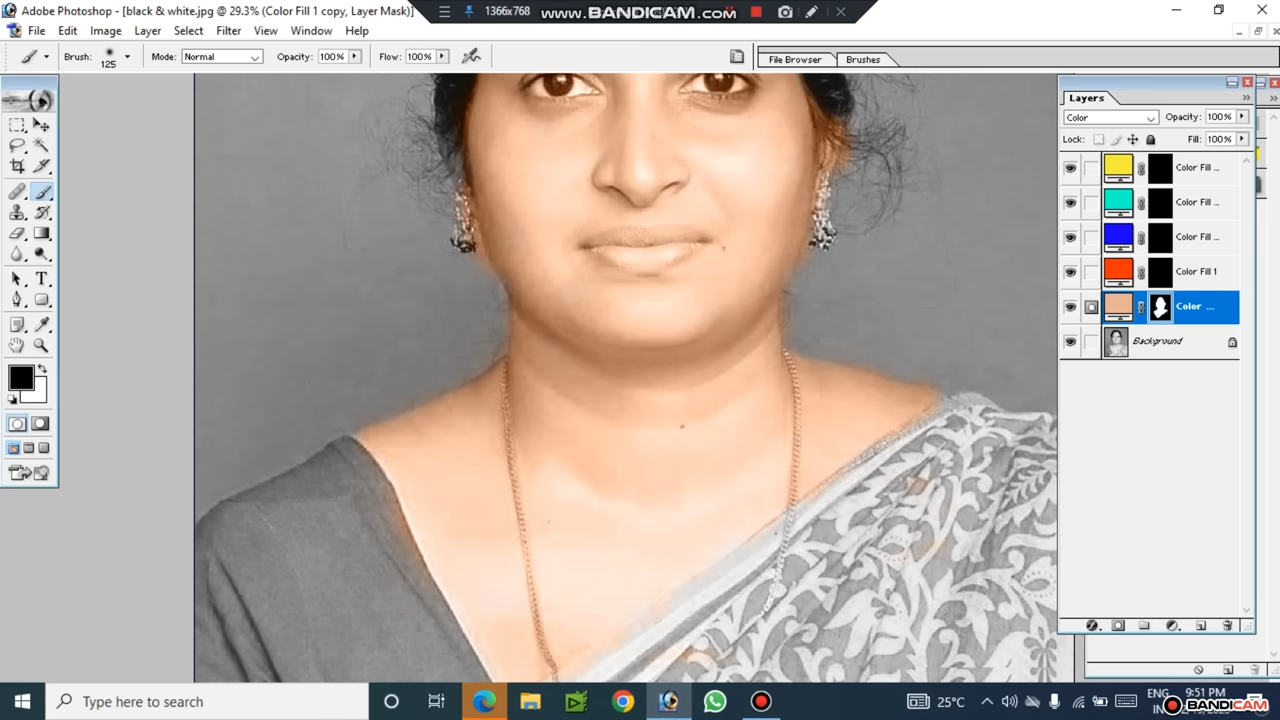 Adobe Photoshop - [black & white.jpg @ 29.3% (Color Fill 1 copy, Layer Mask)]
1366x768
www.BANDICAM.com
File Edit Image Layer Select Filter View Window Help
Brush: 125 Mode: Normal Opacity: 100% Flow: 100% File Browser Brushes
Layers
Color Opacity: 100%
Lock: Fill: 100%
Color Fill ...
Color Fill ...
Color Fill ...
Color Fill 1
Color ...
Background
Type here to search
25°C
ENG
9:51 PM
BANDICAM